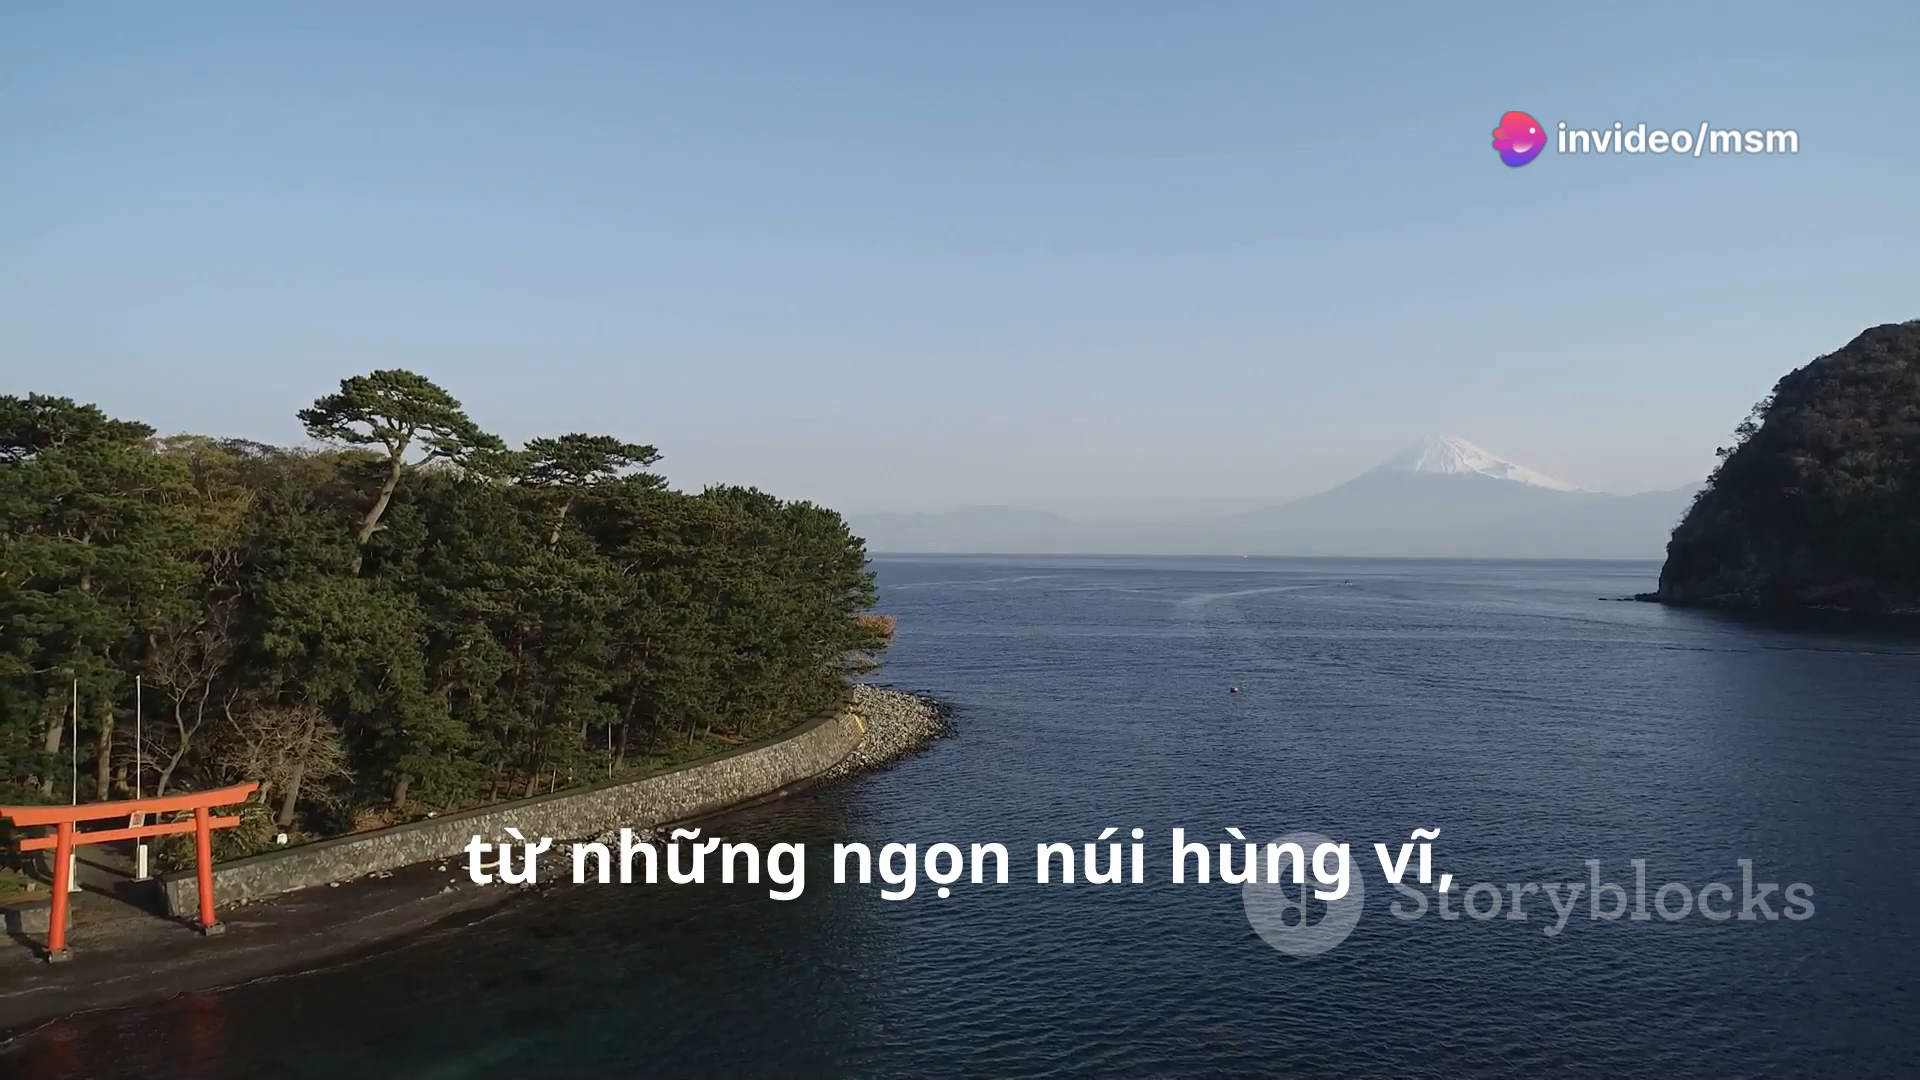 invideo/msm
từ những ngọn núi hùng vĩ,
Storyblocks